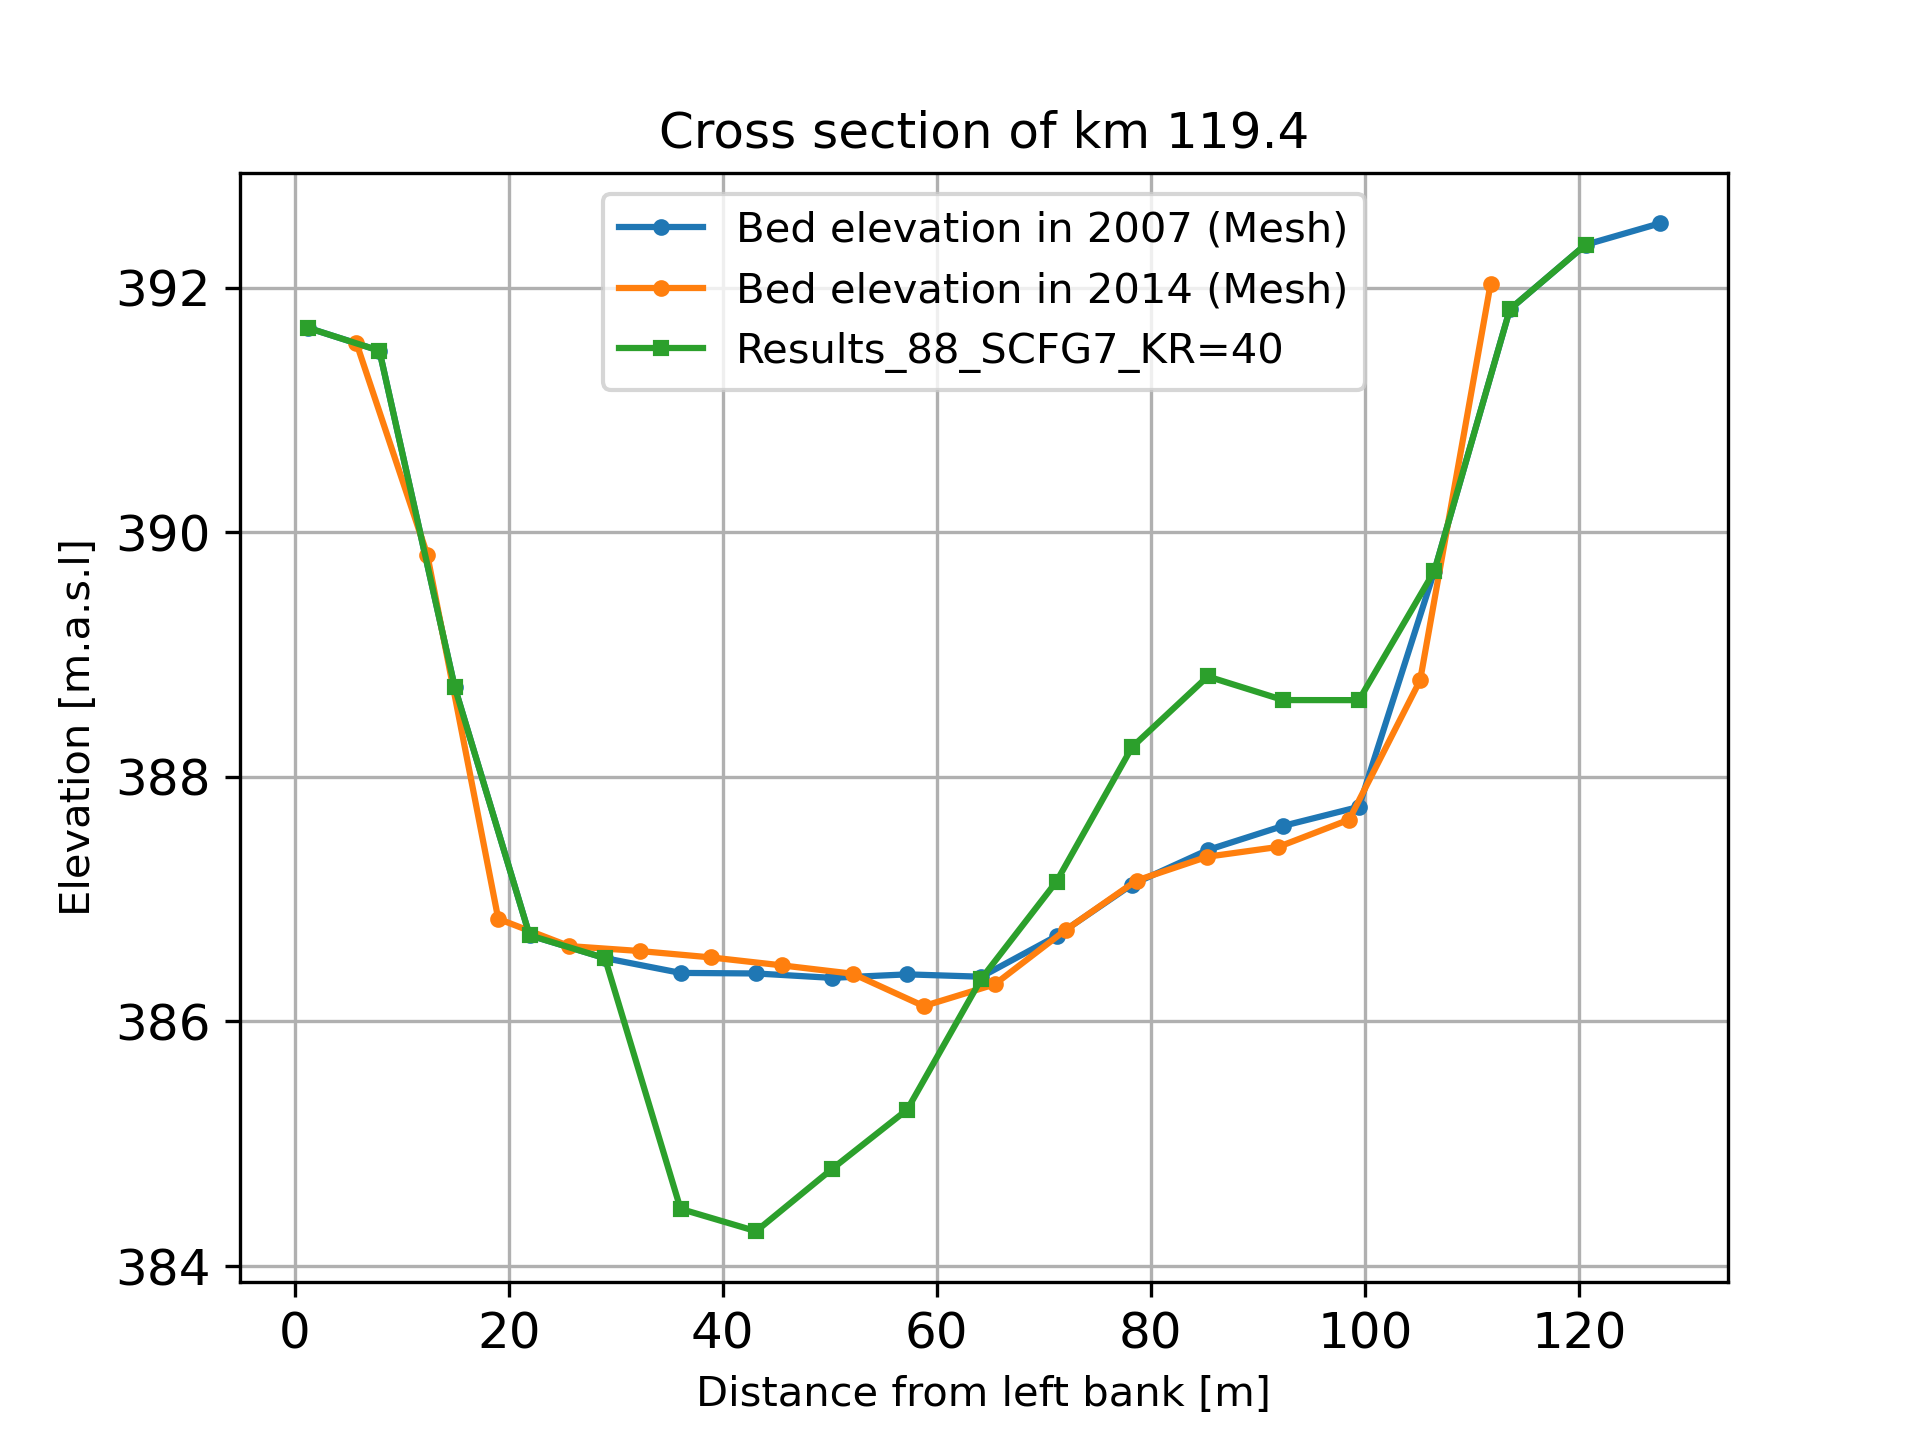 Cross section of km 119.4
Bed elevation in 2007 (Mesh)
Bed elevation in 2014 (Mesh)
Results_88_SCFG7_KR=40
Elevation [m.a.s.l]
392
390
388
386
384
0 20 40 60 80 100 120
Distance from left bank [m]